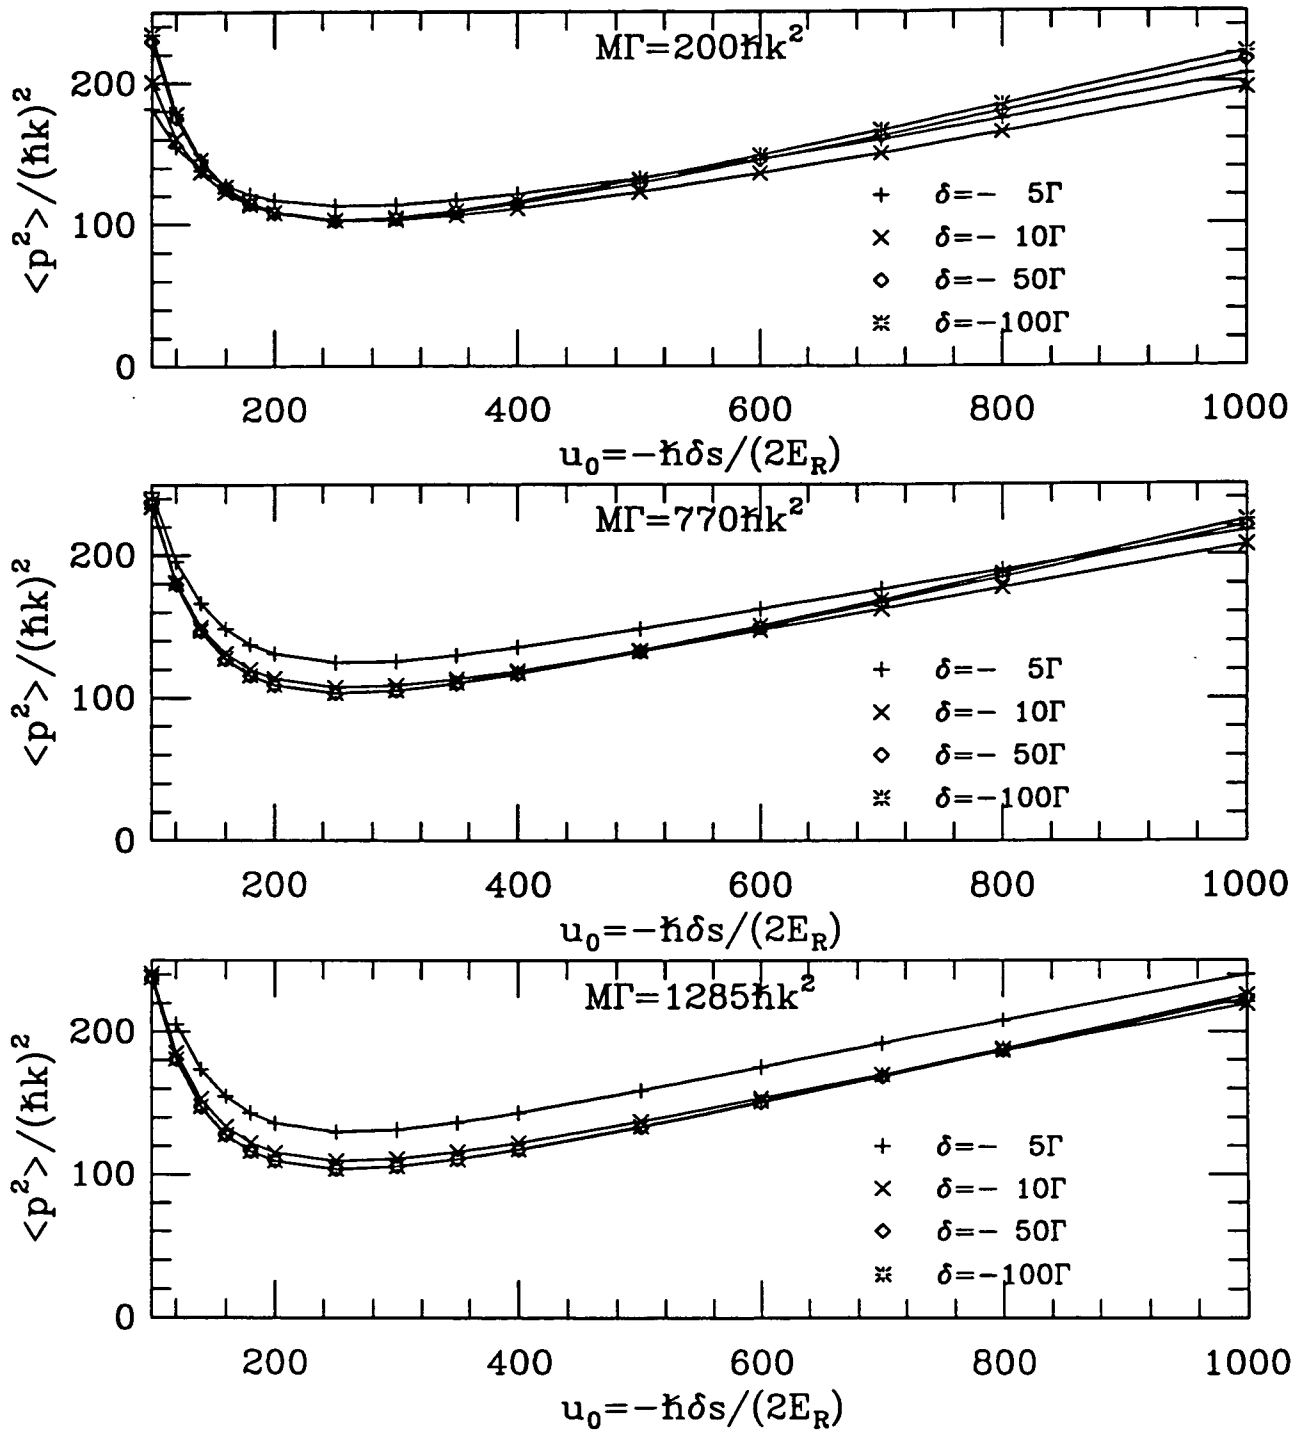 MΓ=200ℏk²
<p²>/(ℏk)²
200
100
0
δ=- 5Γ
δ=- 10Γ
δ=- 50Γ
δ=-100Γ
200 400 600 800 1000
u₀=-ℏδs/(2E_R)
MΓ=770ℏk²
<p²>/(ℏk)²
200
100
0
δ=- 5Γ
δ=- 10Γ
δ=- 50Γ
δ=-100Γ
200 400 600 800 1000
u₀=-ℏδs/(2E_R)
MΓ=1285ℏk²
<p²>/(ℏk)²
200
100
0
δ=- 5Γ
δ=- 10Γ
δ=- 50Γ
δ=-100Γ
200 400 600 800 1000
u₀=-ℏδs/(2E_R)